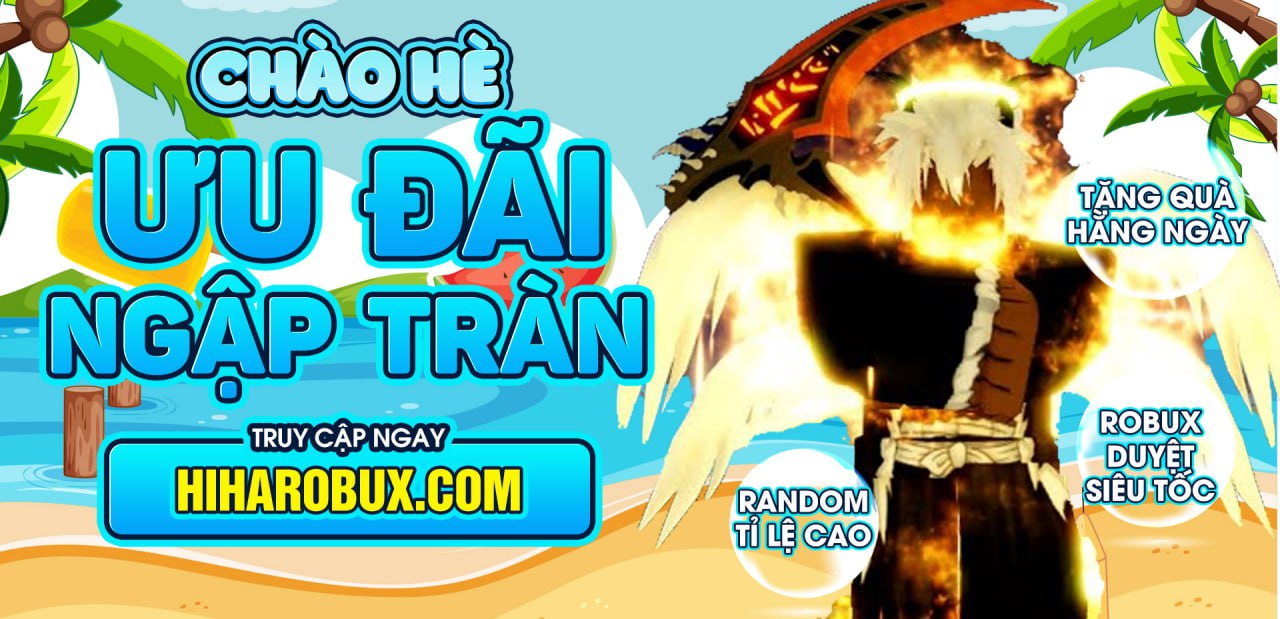 CHÀO HÈ
ƯU ĐÃI
NGẬP TRÀN
TRUY CẬP NGAY
HIHAROBUX.COM
TẶNG QUÀ
HẰNG NGÀY
ROBUX
DUYỆT
SIÊU TỐC
RANDOM
TỈ LỆ CAO